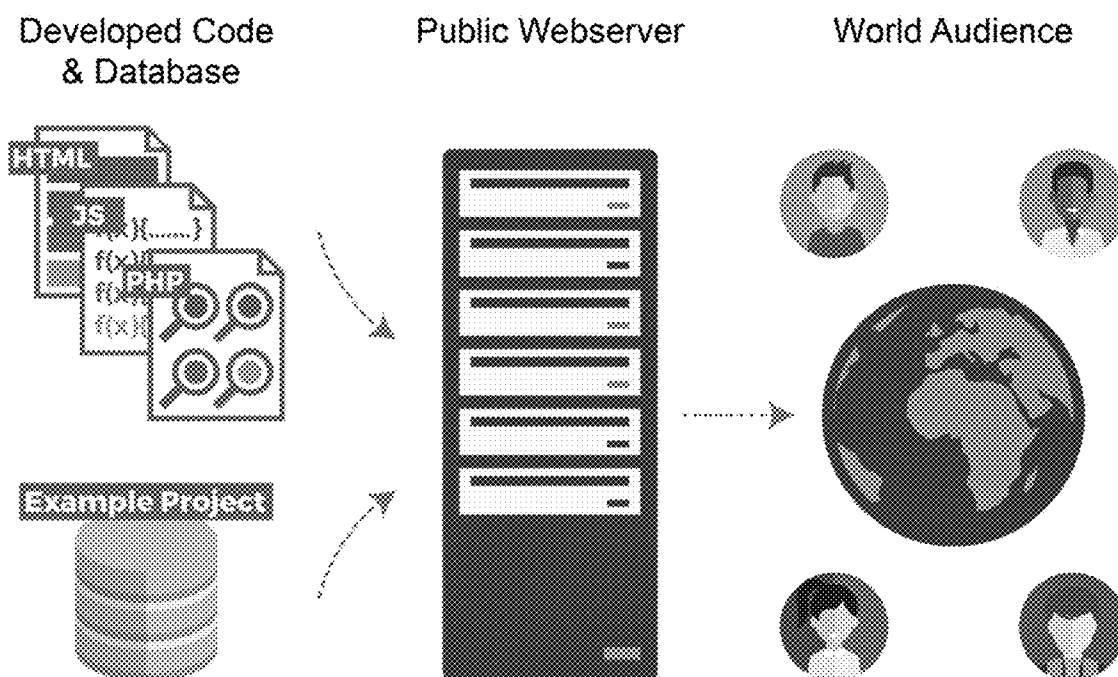 Developed Code
& Database
Public Webserver
World Audience
HTML
JS
f(x){.......}
f(x)
PHP
f(x){
Example Project